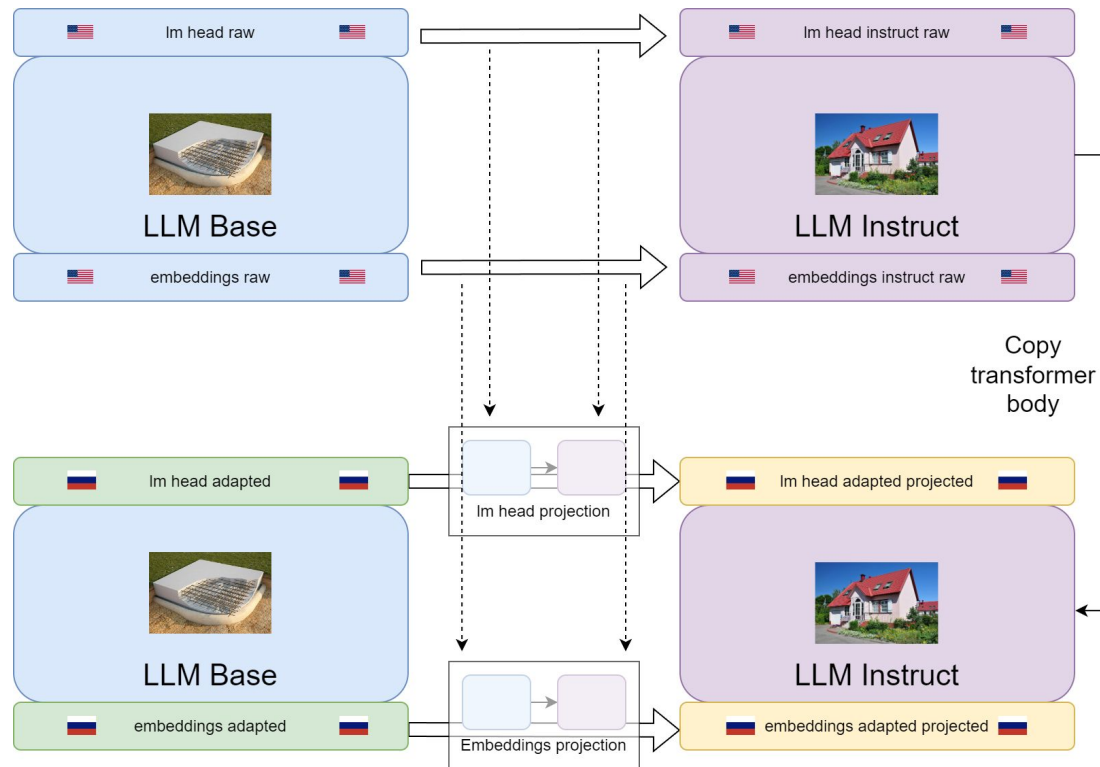 lm head raw
lm head instruct raw
LLM Base
LLM Instruct
embeddings raw
embeddings instruct raw
Copy
transformer
body
lm head adapted
lm head adapted projected
lm head projection
LLM Base
LLM Instruct
embeddings adapted
embeddings adapted projected
Embeddings projection